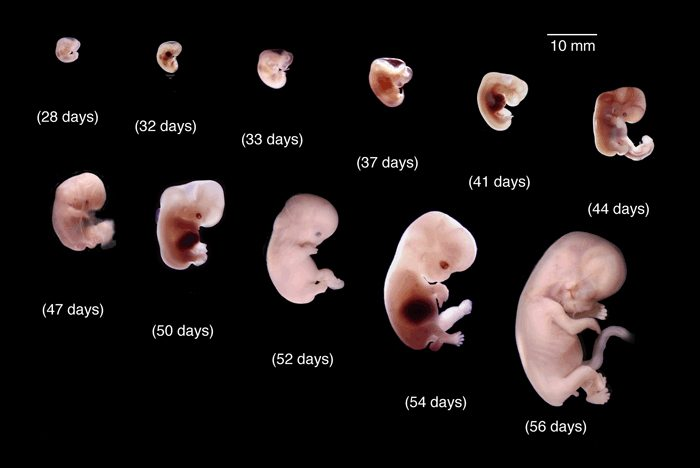 10 mm
(28 days)
(32 days)
(33 days)
(37 days)
(41 days)
(44 days)
(47 days)
(50 days)
(52 days)
(54 days)
(56 days)